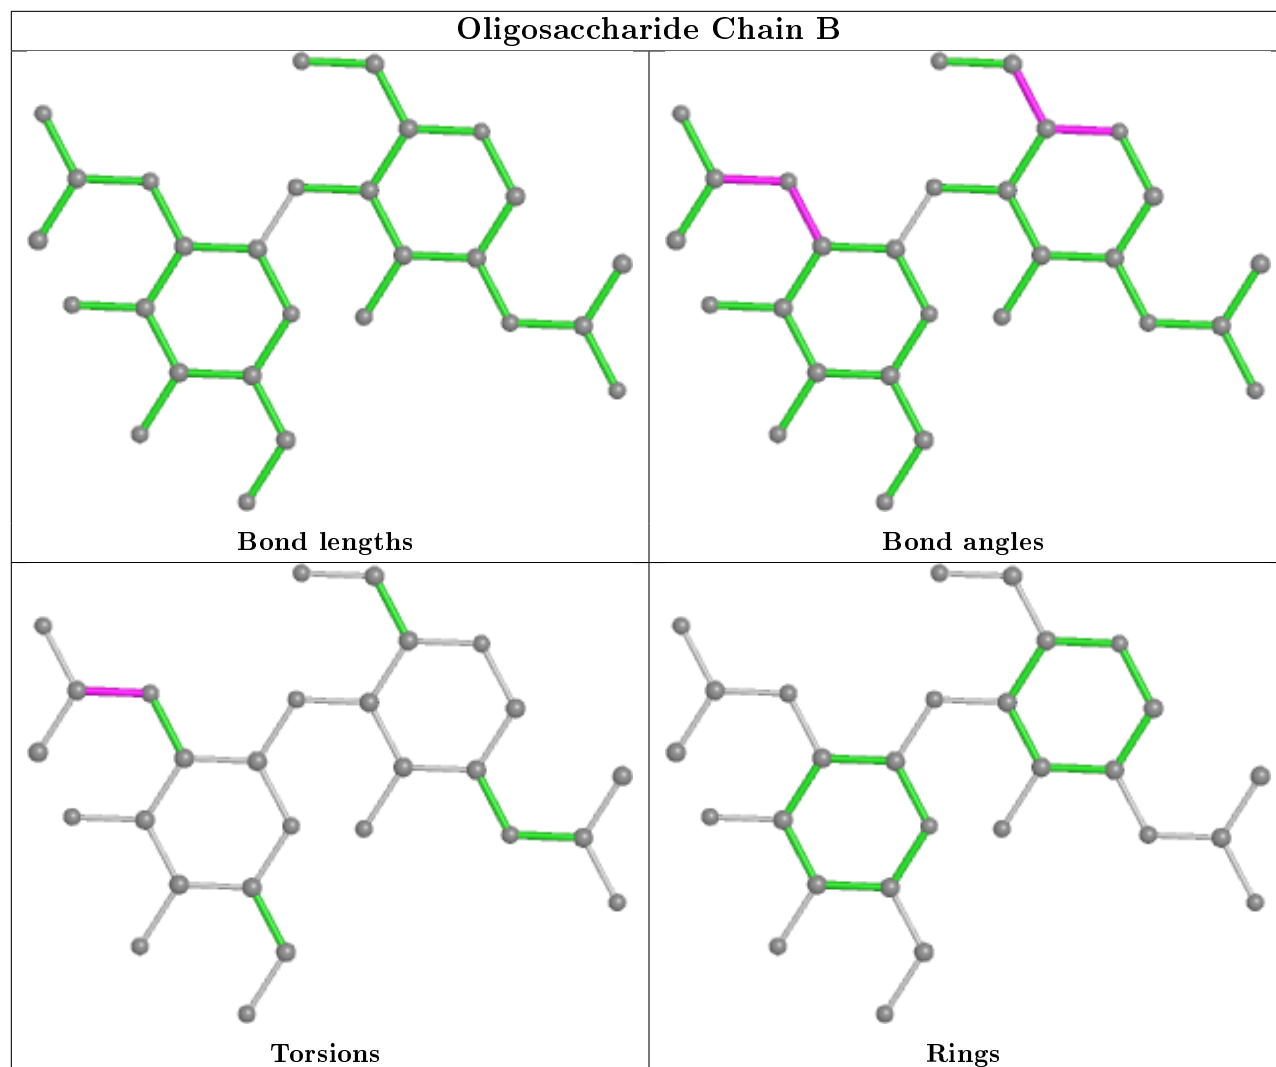 Oligosaccharide Chain B
Bond lengths
Bond angles
Torsions
Rings